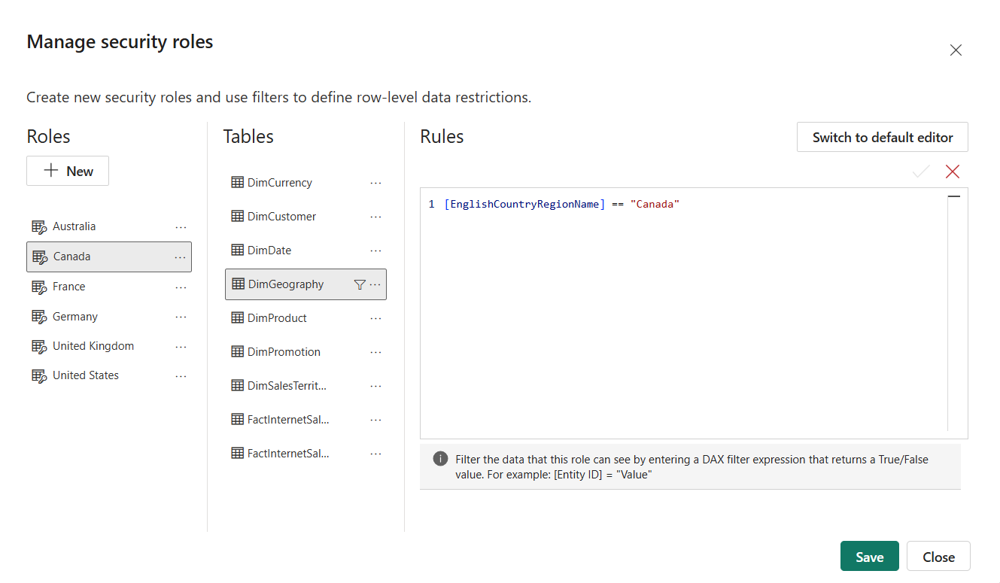 Manage security roles
Create new security roles and use filters to define row-level data restrictions.
Roles
New
Australia
Canada
France
Germany
United Kingdom
United States
Tables
DimCurrency
DimCustomer
DimDate
DimGeography
DimProduct
DimPromotion
DimSalesTerrit...
FactInternetSal...
FactInternetSal...
Rules
Switch to default editor
1 [EnglishCountryRegionName] == "Canada"
Filter the data that this role can see by entering a DAX filter expression that returns a True/False
value. For example: [Entity ID] = "Value"
Save
Close